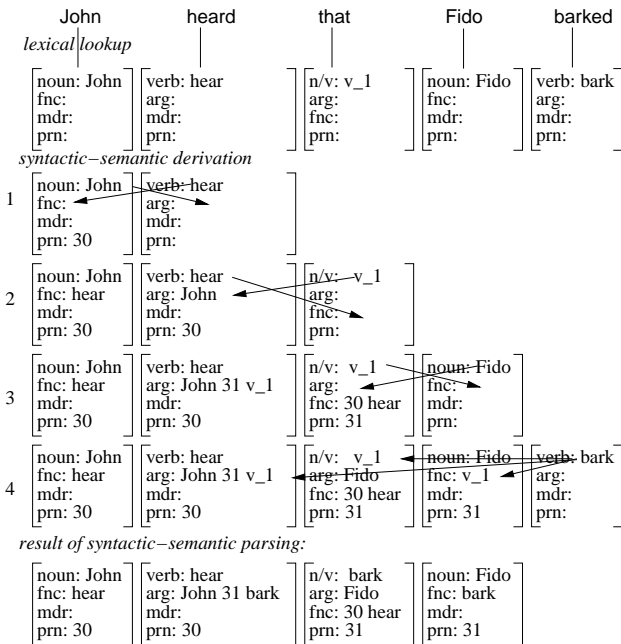 John heard that Fido barked
lexical lookup
noun: John verb: hear n/v: v_1 noun: Fido verb: bark
fnc: arg: arg: fnc: arg:
mdr: mdr: fnc: mdr: mdr:
prn: prn: prn: prn: prn:
syntactic−semantic derivation
noun: John verb: hear
1 fnc: arg:
mdr: mdr:
prn: 30 prn:
noun: John verb: hear n/v: v_1
2 fnc: hear arg: John arg:
mdr: mdr: fnc:
prn: 30 prn: 30 prn:
noun: John verb: hear n/v: v_1 noun: Fido
fnc: hear arg: John 31 v_1 arg: fnc:
3 mdr: mdr: fnc: 30 hear mdr:
prn: 30 prn: 30 prn: 31 prn:
noun: John verb: hear n/v: v_1 noun: Fido verb: bark
fnc: hear arg: John 31 v_1 arg: Fido fnc: v_1 arg:
4 mdr: mdr: fnc: 30 hear mdr: mdr:
prn: 30 prn: 30 prn: 31 prn: 31 prn:
result of syntactic−semantic parsing:
noun: John verb: hear n/v: bark noun: Fido
fnc: hear arg: John 31 bark arg: Fido fnc: bark
mdr: mdr: fnc: 30 hear mdr:
prn: 30 prn: 30 prn: 31 prn: 31